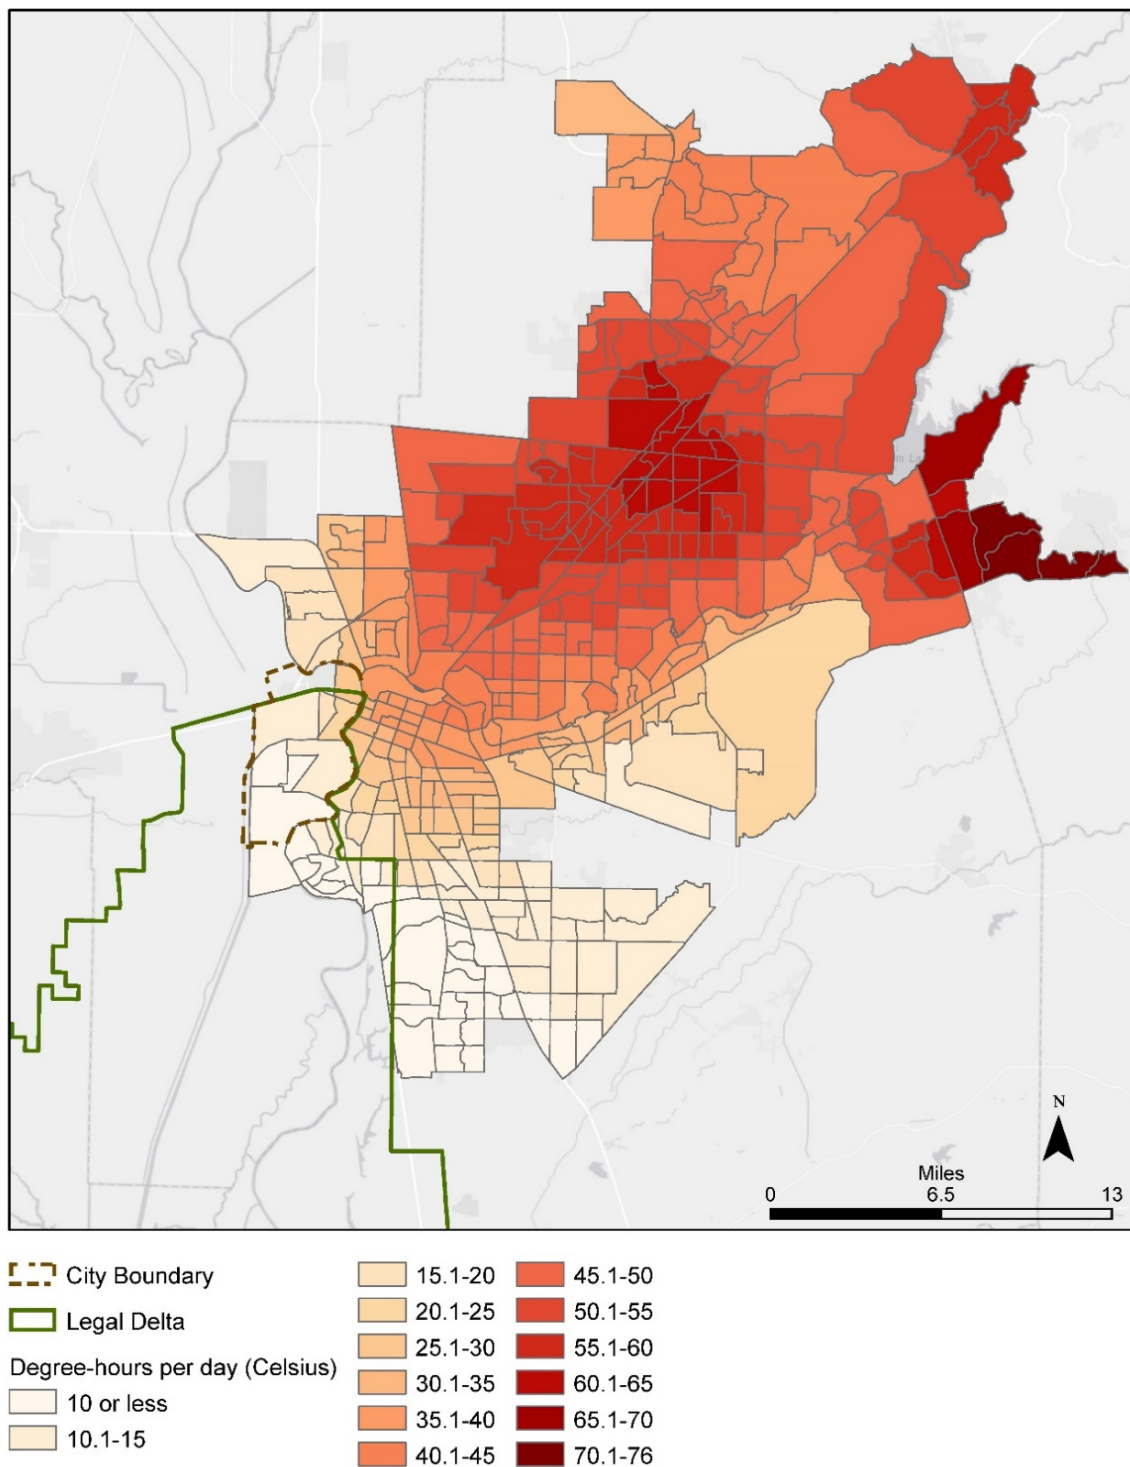 m La
N
Miles
0 6.5 13
City Boundary
Legal Delta
Degree-hours per day (Celsius)
10 or less
10.1-15
15.1-20
20.1-25
25.1-30
30.1-35
35.1-40
40.1-45
45.1-50
50.1-55
55.1-60
60.1-65
65.1-70
70.1-76